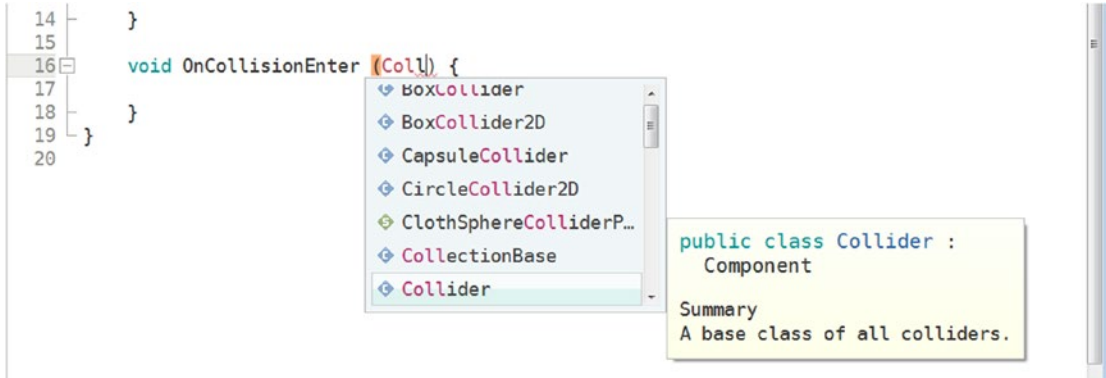 14 }
15
16 void OnCollisionEnter (Coll) {
17
18 }
19 }
20
BoxCollider
BoxCollider2D
CapsuleCollider
CircleCollider2D
ClothSphereColliderP…
CollectionBase
Collider
public class Collider :
Component
Summary
A base class of all colliders.